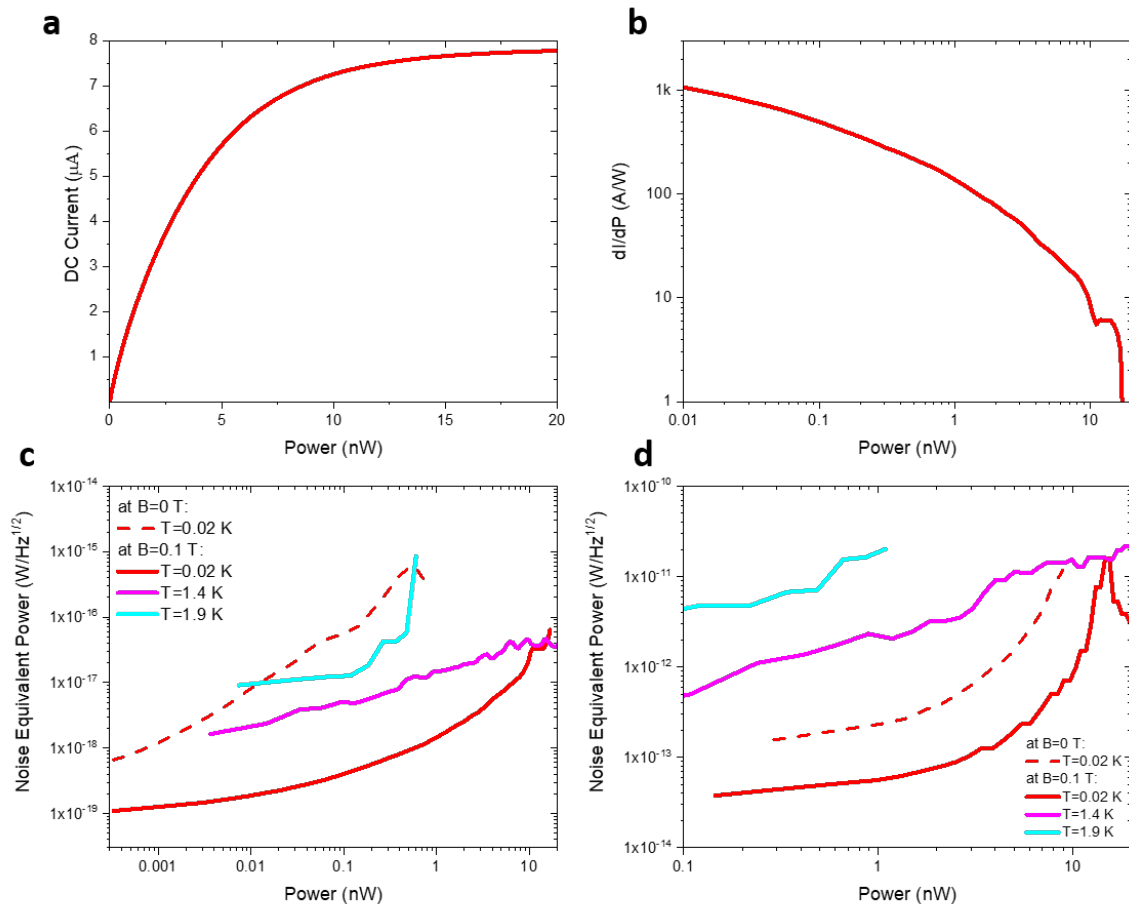 a
8
7
6
5
4
3
2
1
DC Current (µA)
0 5 10 15 20
Power (nW)
b
1k
100
10
1
dI/dP (A/W)
0.01 0.1 1 10
Power (nW)
c
1x10⁻¹⁴
1x10⁻¹⁵
1x10⁻¹⁶
1x10⁻¹⁷
1x10⁻¹⁸
1x10⁻¹⁹
Noise Equivalent Power (W/Hz¹/²)
at B=0 T:
T=0.02 K
at B=0.1 T:
T=0.02 K
T=1.4 K
T=1.9 K
0.001 0.01 0.1 1 10
Power (nW)
d
1x10⁻¹⁰
1x10⁻¹¹
1x10⁻¹²
1x10⁻¹³
1x10⁻¹⁴
Noise Equivalent Power (W/Hz¹/²)
at B=0 T:
T=0.02 K
at B=0.1 T:
T=0.02 K
T=1.4 K
T=1.9 K
0.1 1 10
Power (nW)